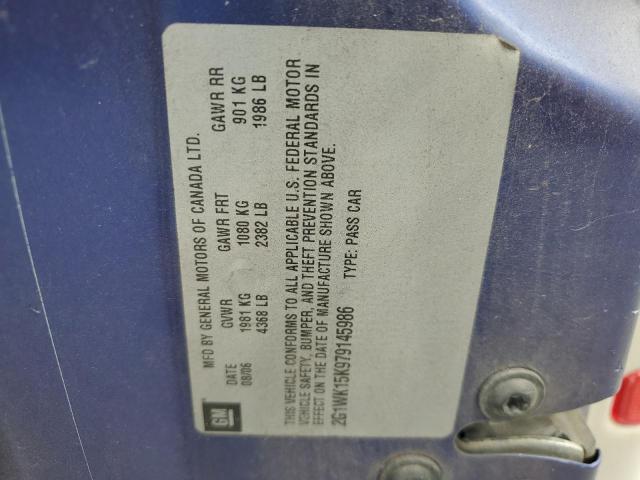 MFD BY GENERAL MOTORS OF CANADA LTD.
DATE GVWR GAWR FRT GAWR RR
08/06 1981 KG 1080 KG 901 KG
4368 LB 2382 LB 1986 LB
THIS VEHICLE CONFORMS TO ALL APPLICABLE U.S. FEDERAL MOTOR
VEHICLE SAFETY, BUMPER, AND THEFT PREVENTION STANDARDS IN
EFFECT ON THE DATE OF MANUFACTURE SHOWN ABOVE.
2G1WK15K979145986 TYPE: PASS CAR
GM